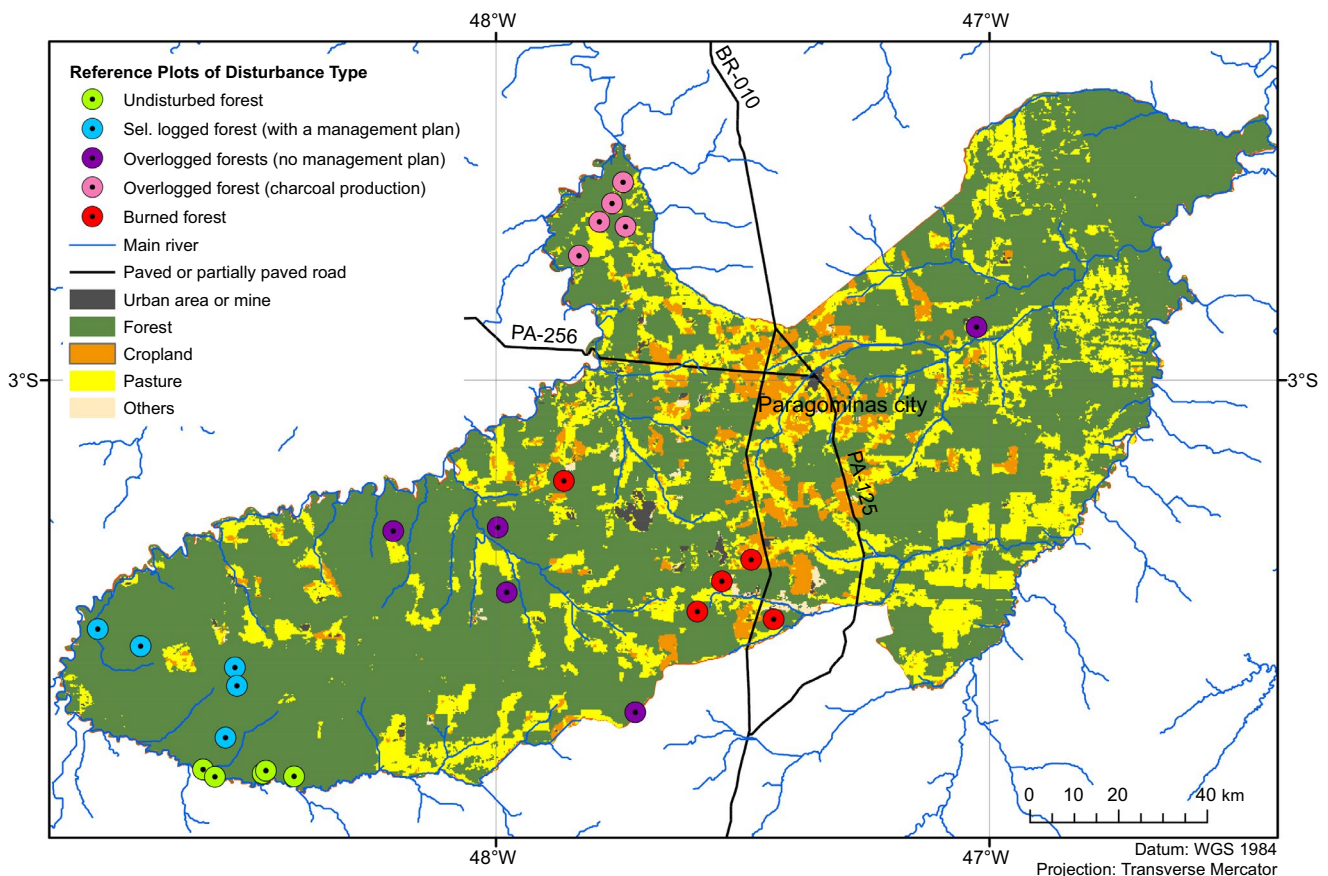 48°W
47°W
Reference Plots of Disturbance Type
Undisturbed forest
Sel. logged forest (with a management plan)
Overlogged forests (no management plan)
Overlogged forest (charcoal production)
Burned forest
Main river
Paved or partially paved road
Urban area or mine
Forest
Cropland
Pasture
Others
BR-010
PA-256
3°S
3°S
Paragominas city
PA-125
0 10 20 40 km
48°W
47°W
Datum: WGS 1984
Projection: Transverse Mercator